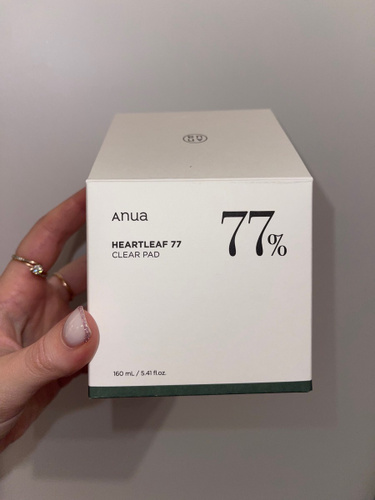 Anua
77%
HEARTLEAF 77
CLEAR PAD
160 mL / 5.41 fl.oz.